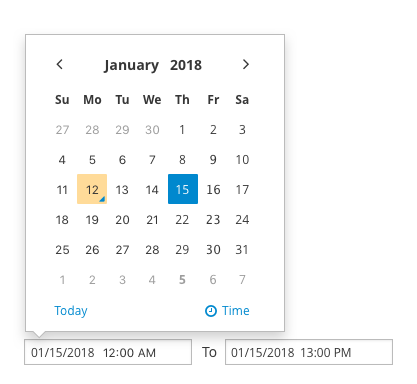 January 2018
Su Mo Tu We Th Fr Sa
27 28 29 30 1 2 3
4 5 6 7 8 9 10
11 12 13 14 15 16 17
18 19 20 21 22 23 24
25 26 27 28 29 30 31
1 2 3 4 5 6 7
Today Time
01/15/2018 12:00 AM To 01/15/2018 13:00 PM